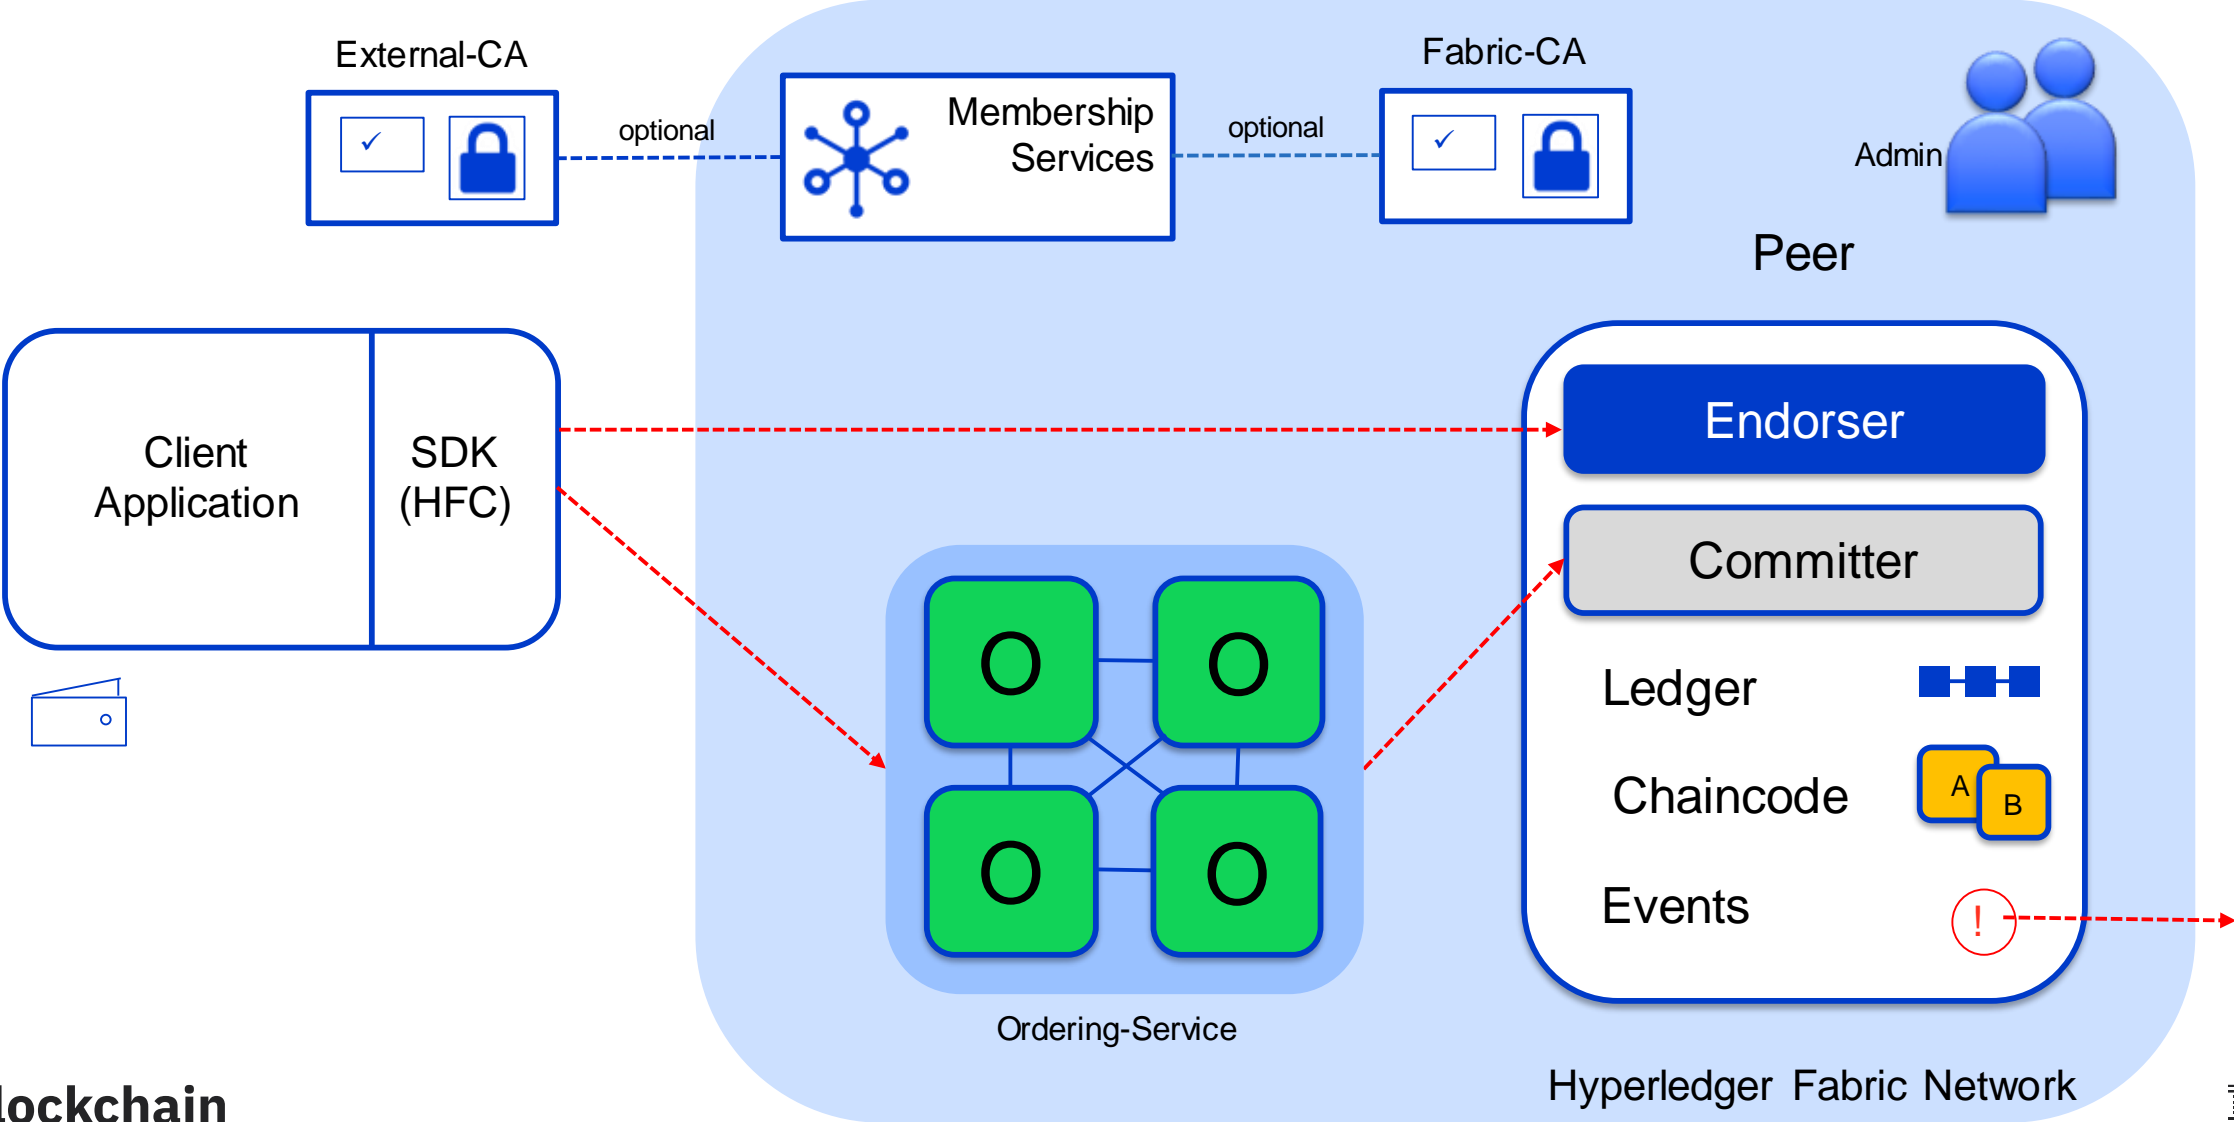 External-CA
Fabric-CA
optional
Membership
Services
optional
Admin
Peer
Client
Application
SDK
(HFC)
Endorser
Committer
O
O
O
O
Ledger
Chaincode
A
B
Events
!
Ordering-Service
Hyperledger Fabric Network
lockchain